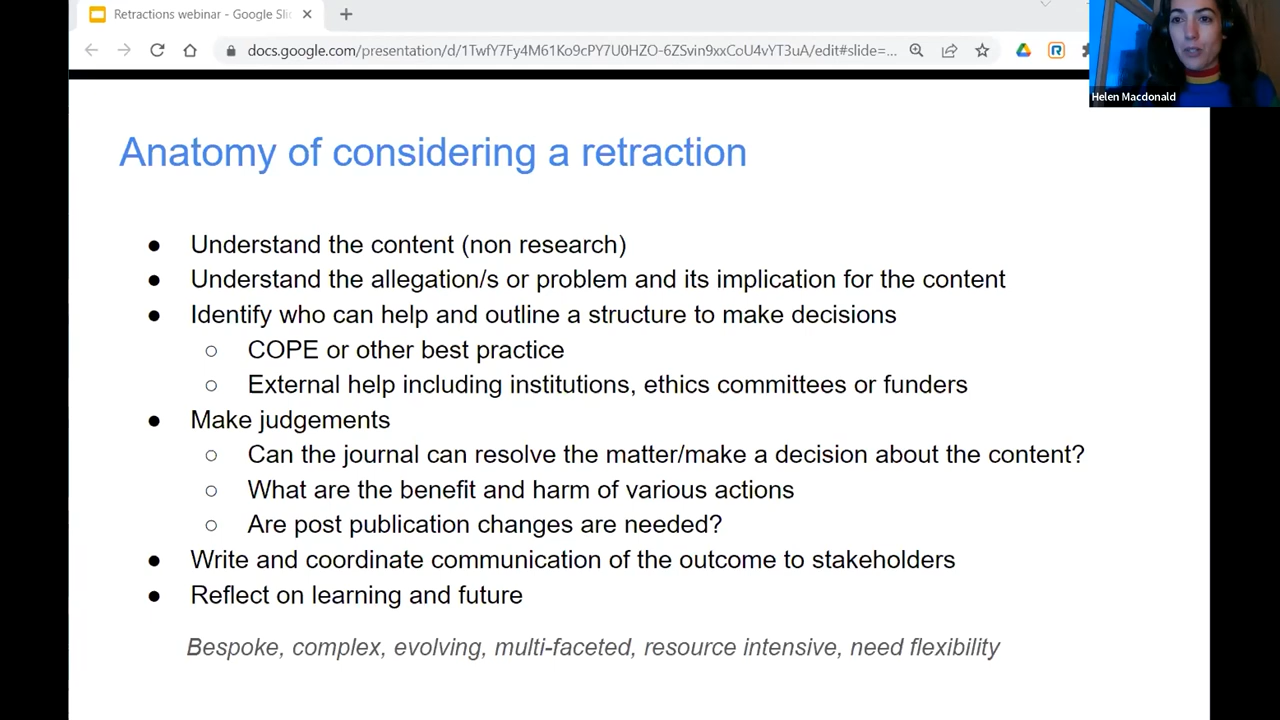 Retractions webinar - Google Sli
docs.google.com/presentation/d/1TwfY7Fy4M61Ko9cPY7U0HZO-6ZSvin9xxCoU4vYT3uA/edit#slide=...
Helen Macdonald
Anatomy of considering a retraction
● Understand the content (non research)
● Understand the allegation/s or problem and its implication for the content
● Identify who can help and outline a structure to make decisions
○ COPE or other best practice
○ External help including institutions, ethics committees or funders
● Make judgements
○ Can the journal can resolve the matter/make a decision about the content?
○ What are the benefit and harm of various actions
○ Are post publication changes are needed?
● Write and coordinate communication of the outcome to stakeholders
● Reflect on learning and future
Bespoke, complex, evolving, multi-faceted, resource intensive, need flexibility